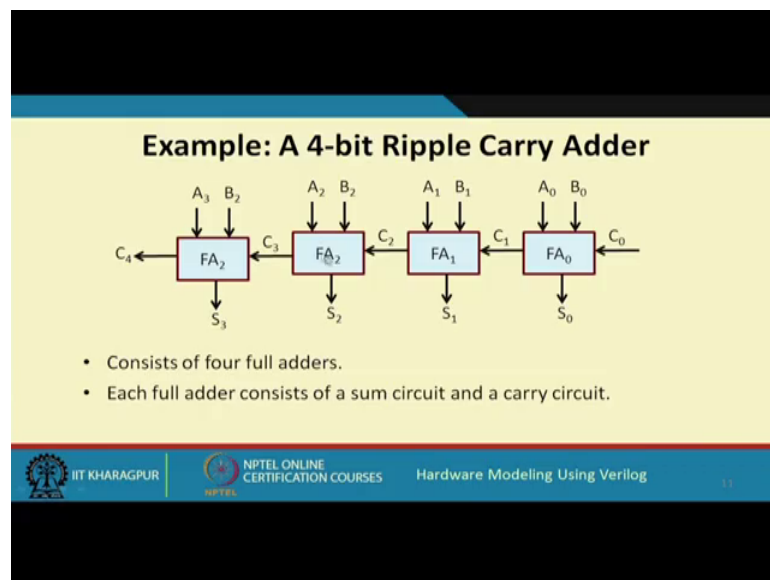 Example: A 4-bit Ripple Carry Adder
A₃ B₂ A₂ B₂ A₁ B₁ A₀ B₀
C₄ FA₂ C₃ FA₂ C₂ FA₁ C₁ FA₀ C₀
S₃ S₂ S₁ S₀
• Consists of four full adders.
• Each full adder consists of a sum circuit and a carry circuit.
IIT KHARAGPUR
NPTEL
NPTEL ONLINE
CERTIFICATION COURSES
Hardware Modeling Using Verilog
11